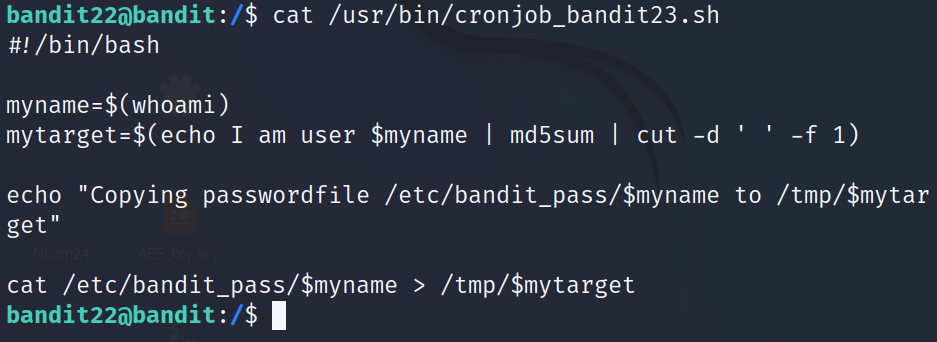 bandit22@bandit:/$ cat /usr/bin/cronjob_bandit23.sh
#!/bin/bash
myname=$(whoami)
mytarget=$(echo I am user $myname | md5sum | cut -d ' ' -f 1)
echo "Copying passwordfile /etc/bandit_pass/$myname to /tmp/$mytar
get"
Nhom24 AES_key.key
cat /etc/bandit_pass/$myname > /tmp/$mytarget
bandit22@bandit:/$